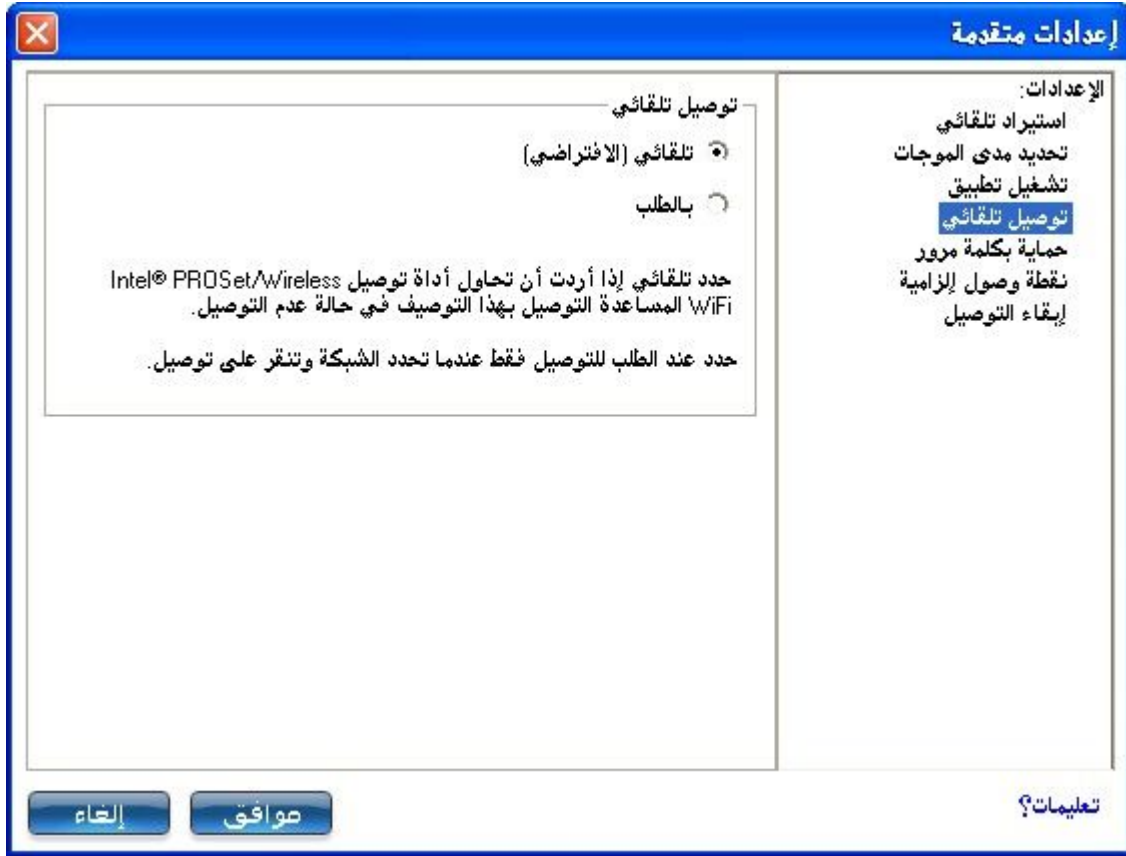 إعدادات متقدمة
الإعدادات:
استيراد تلقائي
تحديد مدى الموجات
تشغيل تطبيق
توصيل تلقائي
حماية بكلمة مرور
نقطة وصول إلزامية
إبقاء التوصيل
توصيل تلقائي
تلقائي (الافتراضي)
بالطلب
حدد تلقائي إذا أردت أن تحاول أداة توصيل Intel® PROSet/Wireless
WiFi المساعدة التوصيل بهذا التوصيف في حالة عدم التوصيل.
حدد عند الطلب للتوصيل فقط عندما تحدد الشبكة وتنقر على توصيل.
تعليمات؟
موافق
إلغاء